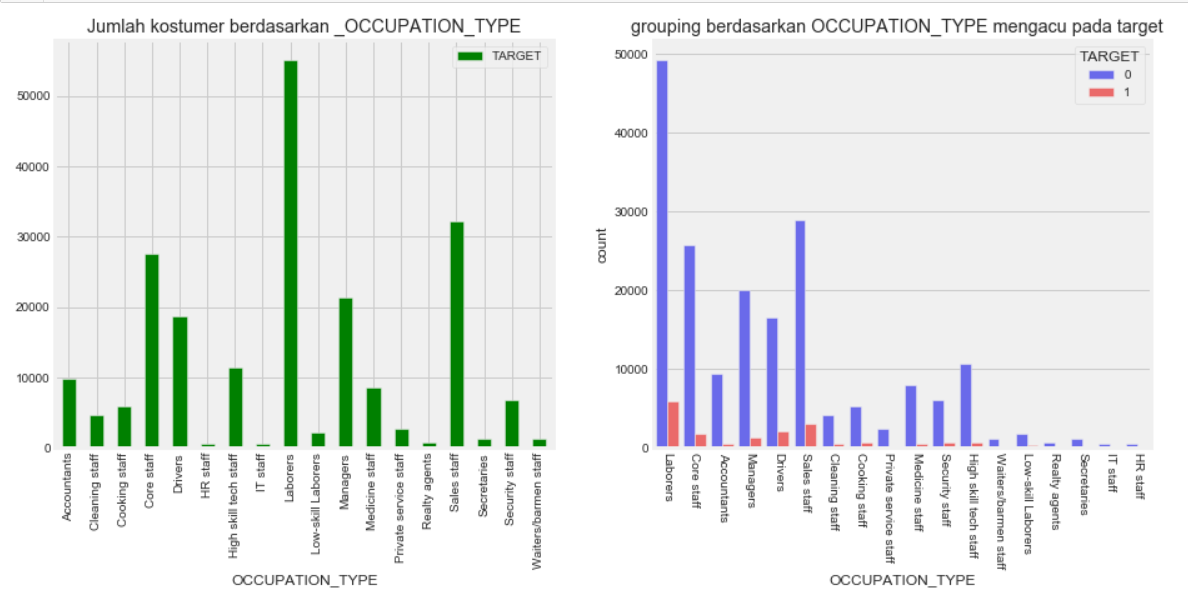 Jumlah kostumer berdasarkan _OCCUPATION_TYPE
TARGET
50000
40000
30000
20000
10000
0
Accountants
Cleaning staff
Cooking staff
Core staff
Drivers
HR staff
High skill tech staff
IT staff
Laborers
Low-skill Laborers
Managers
Medicine staff
Private service staff
Realty agents
Sales staff
Secretaries
Security staff
Waiters/barmen staff
OCCUPATION_TYPE
grouping berdasarkan OCCUPATION_TYPE mengacu pada target
TARGET
0
1
50000
40000
30000
20000
10000
0
count
Laborers
Core staff
Accountants
Managers
Drivers
Sales staff
Cleaning staff
Cooking staff
Private service staff
Medicine staff
Security staff
High skill tech staff
Waiters/barmen staff
Low-skill Laborers
Realty agents
Secretaries
IT staff
HR staff
OCCUPATION_TYPE